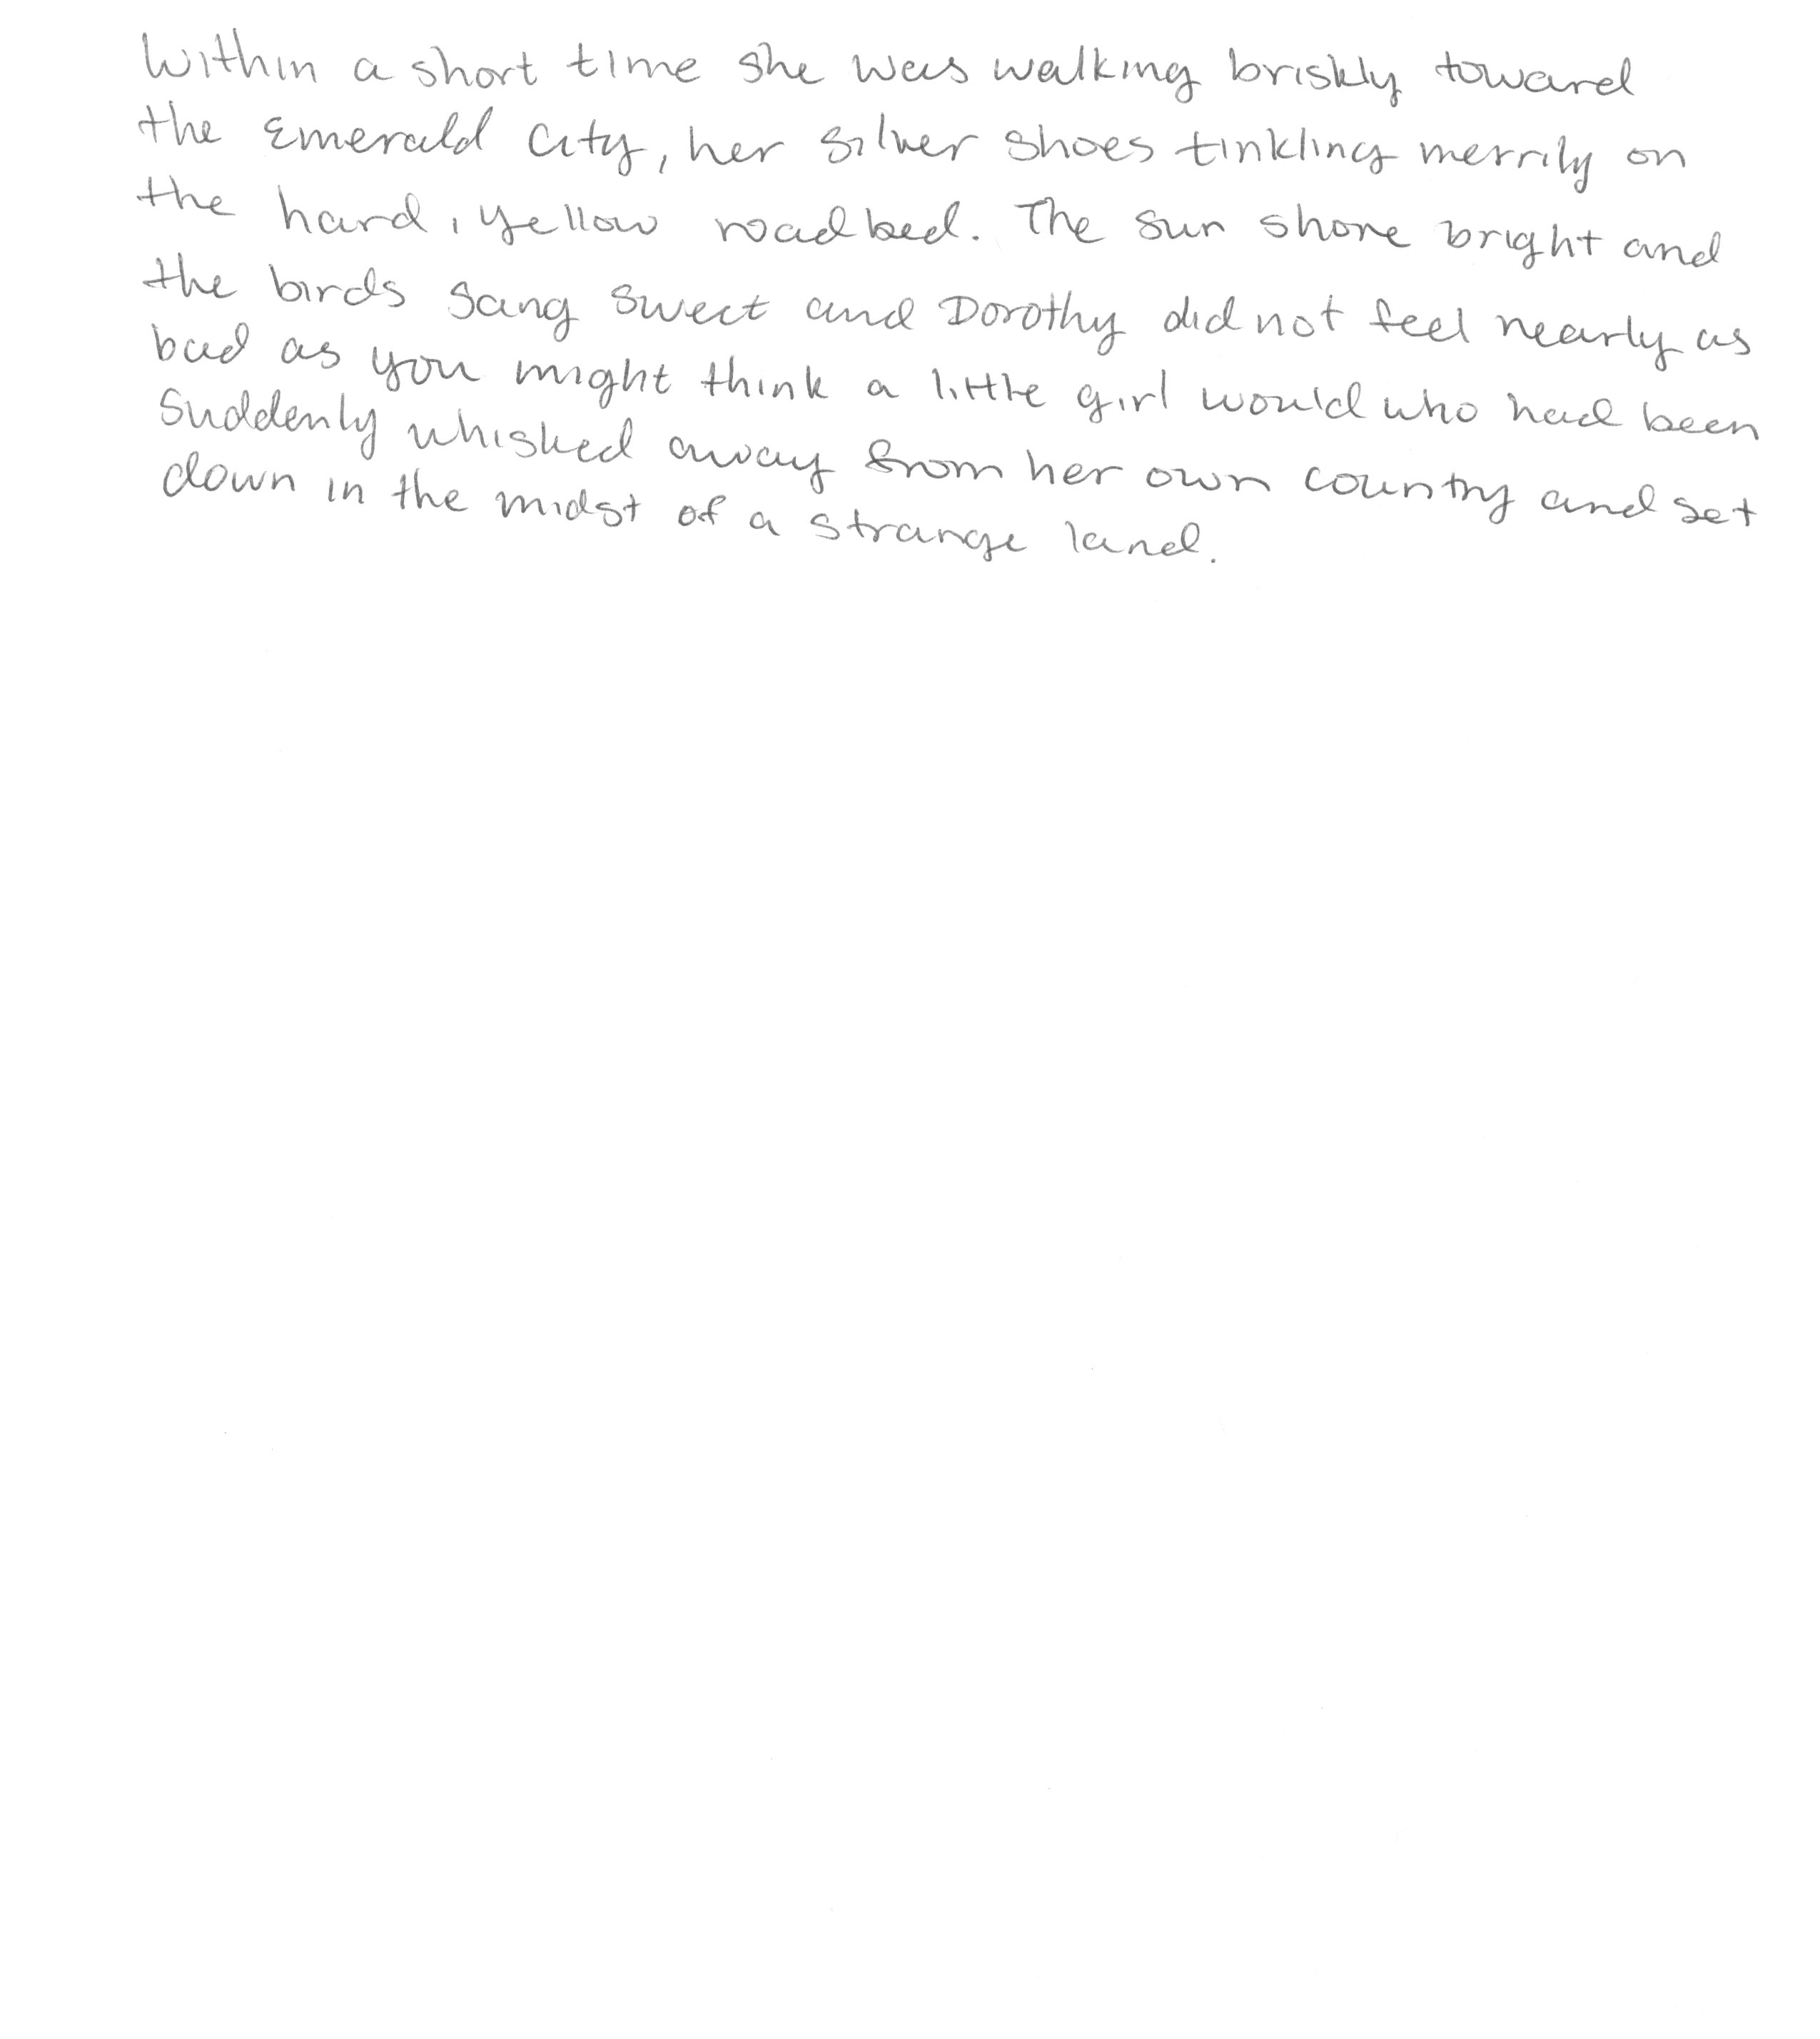 Within a short time she was walking briskly toward
the Emerald City, her silver shoes tinkling merrily on
the hard, yellow roadbed. The sun shone bright and
the birds sang sweet and Dorothy did not feel nearly as
bad as you might think a little girl would who had been
suddenly whisked away from her own country and set
down in the midst of a strange land.